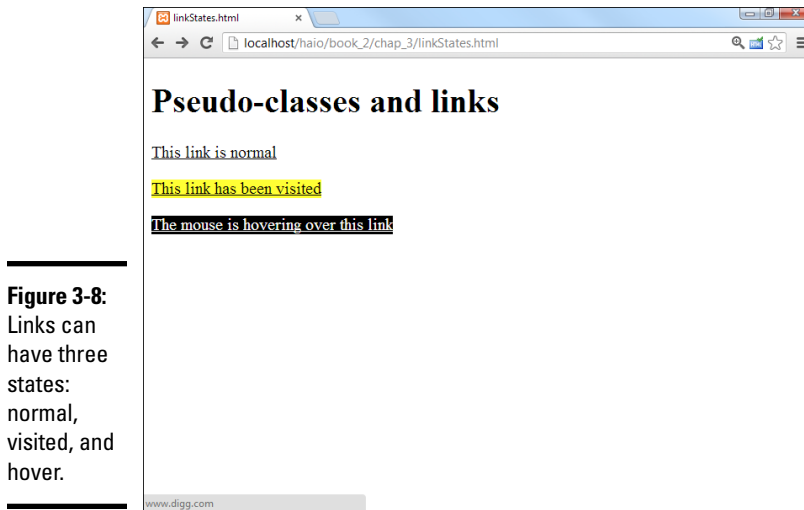 linkStates.html
localhost/haio/book_2/chap_3/linkStates.html
Pseudo-classes and links
This link is normal
This link has been visited
The mouse is hovering over this link
Figure 3-8:
Links can
have three
states:
normal,
visited, and
hover.
www.digg.com